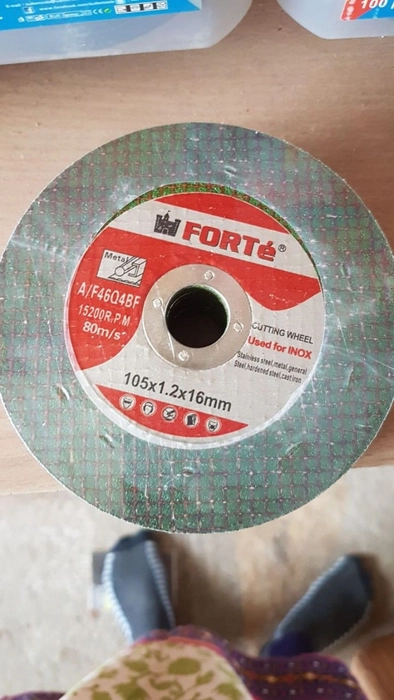 100
FORTé®
Metal
A/F46Q4BF
15200R.P.M
80m/s
CUTTING WHEEL
Used for INOX
Stainless steel,metal,general
Steel,hardened steel,cast iron
105x1.2x16mm